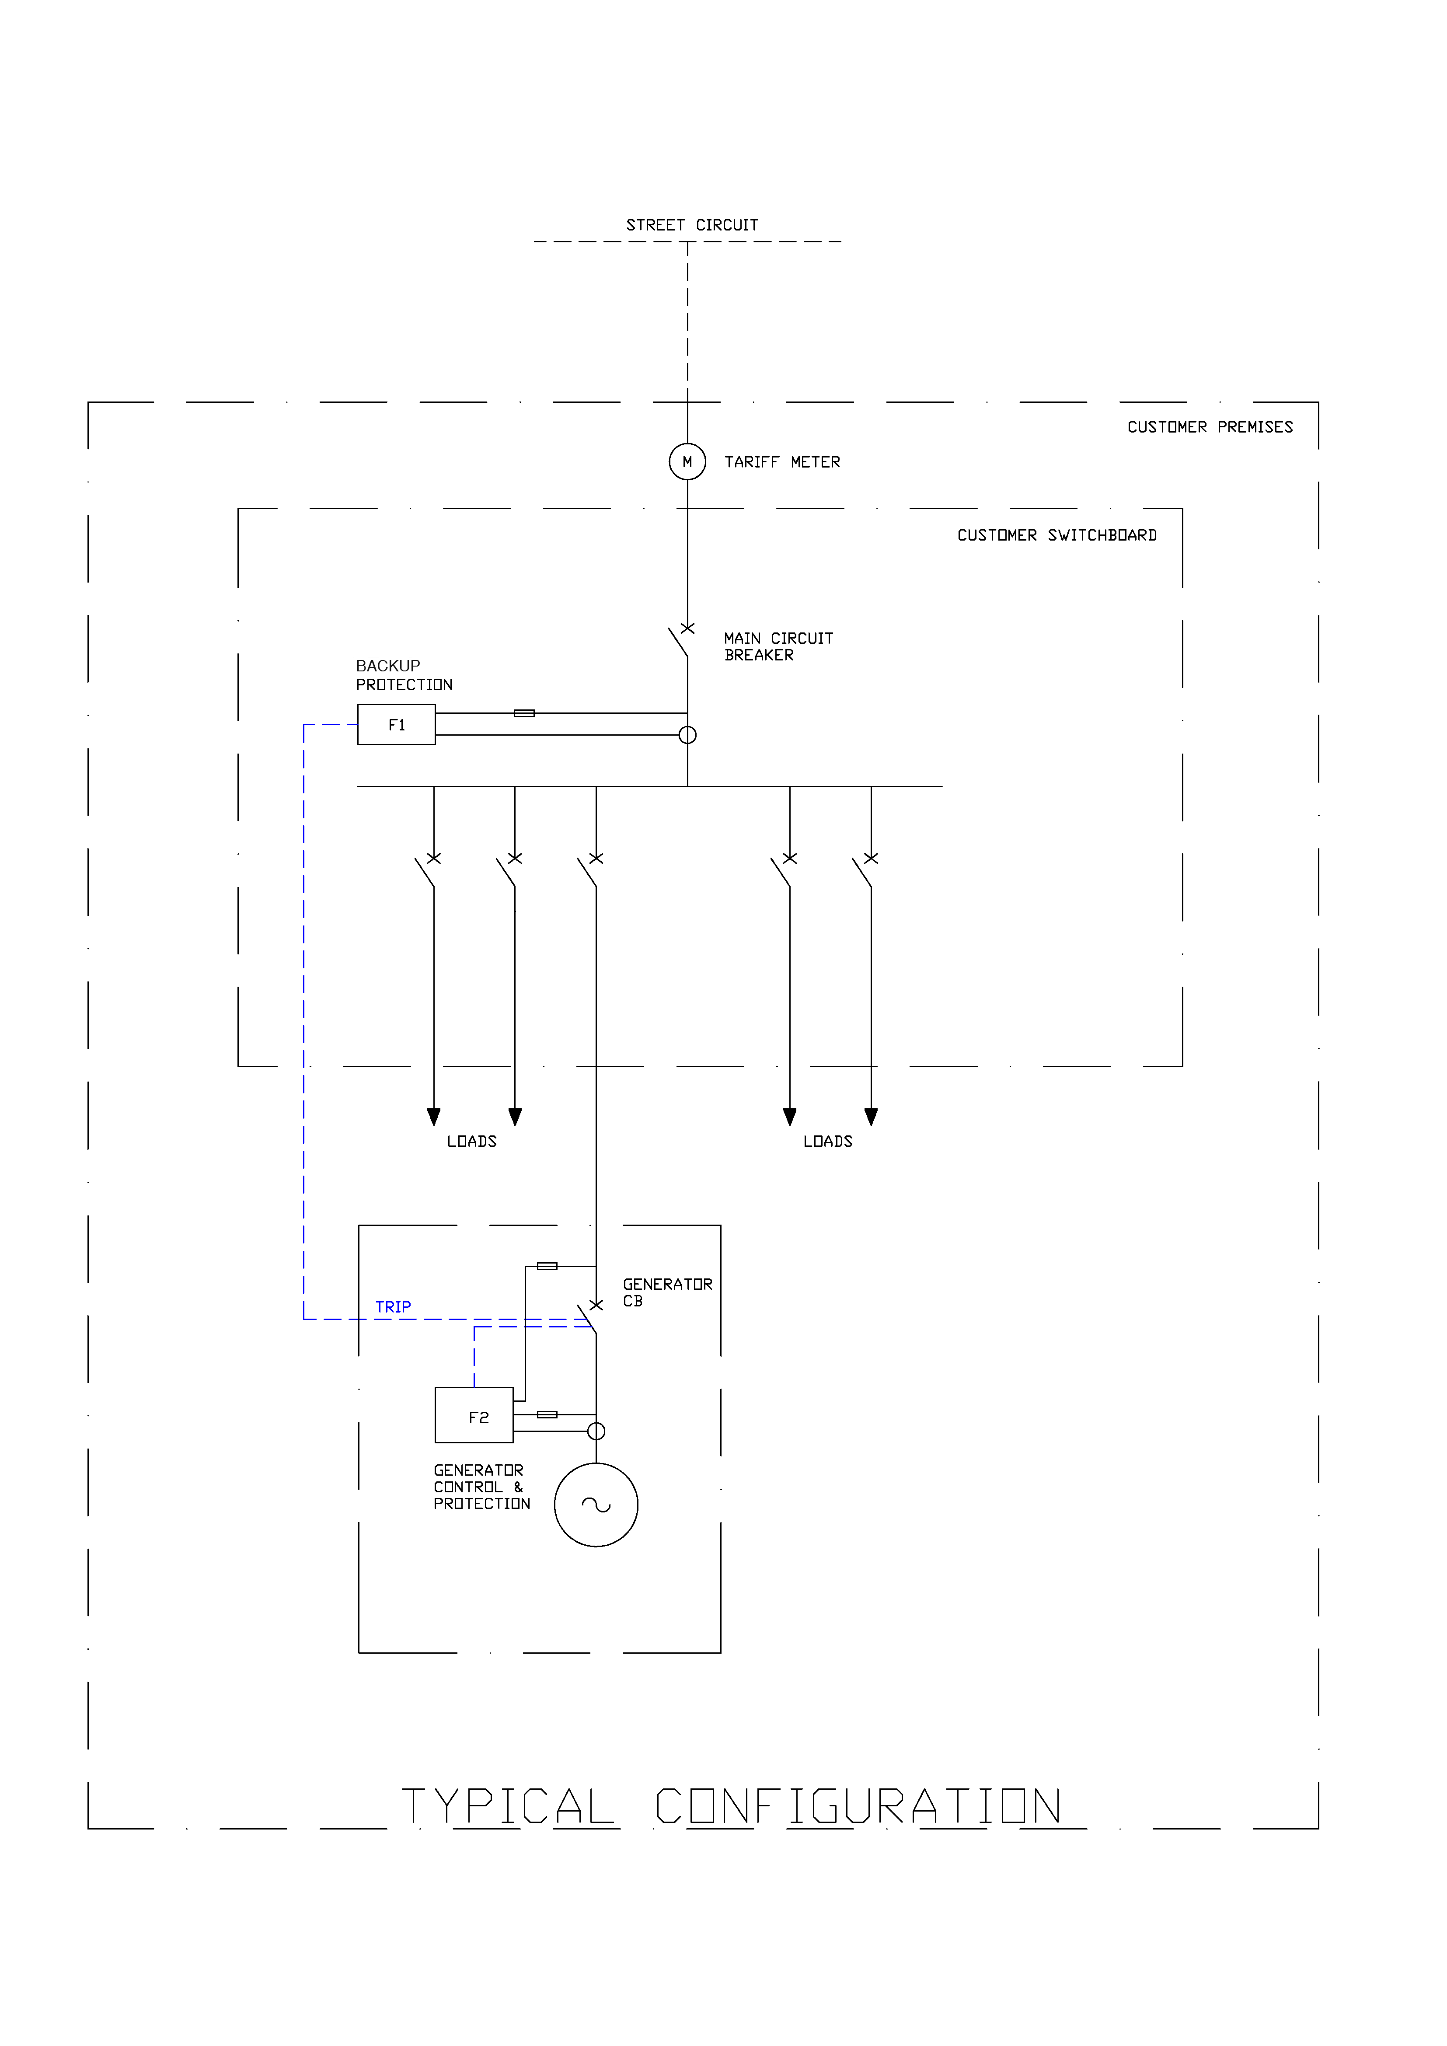 STREET CIRCUIT
CUSTOMER PREMISES
M
TARIFF METER
CUSTOMER SWITCHBOARD
MAIN CIRCUIT
BREAKER
BACKUP
PROTECTION
F1
LOADS
LOADS
GENERATOR
CB
TRIP
F2
GENERATOR
CONTROL &
PROTECTION
TYPICAL CONFIGURATION